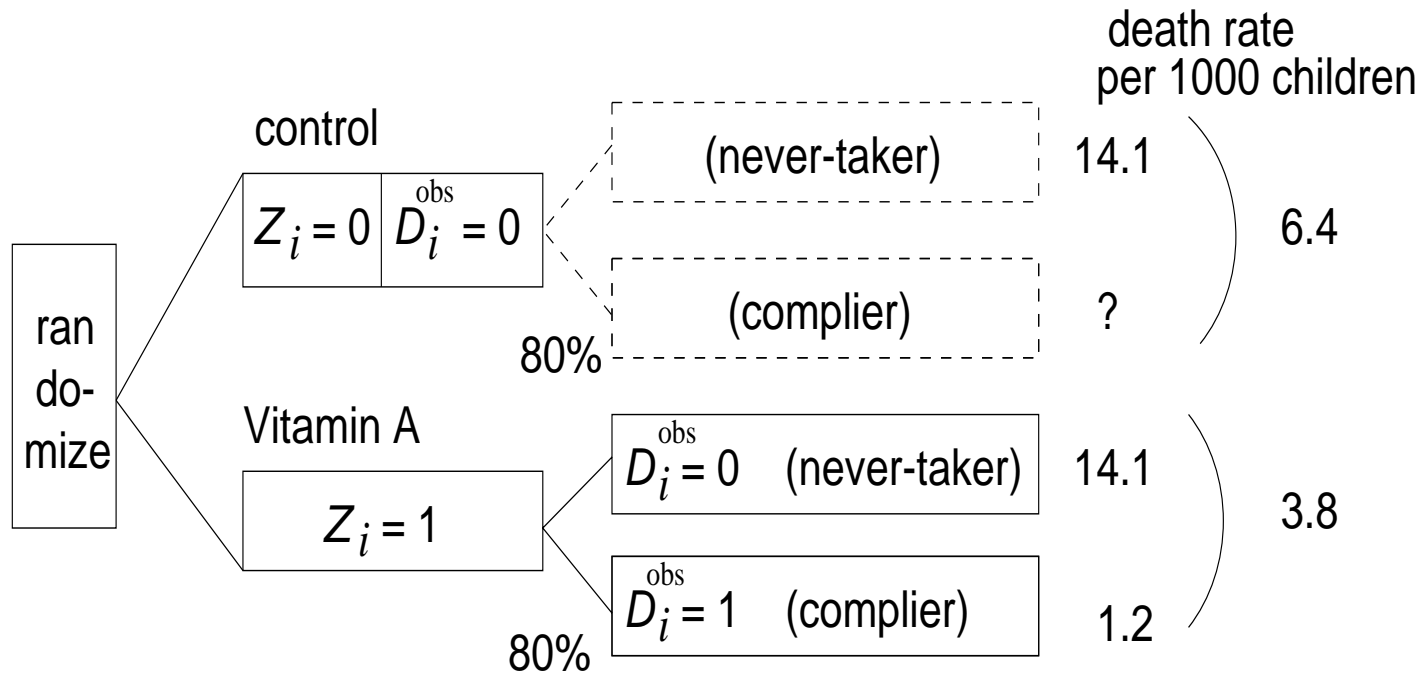 death rate
per 1000 children
control
(never-taker) 14.1
Z_i = 0 D_i^obs = 0 6.4
(complier) ?
80%
ran
do-
mize
Vitamin A
D_i^obs = 0 (never-taker) 14.1
Z_i = 1 3.8
D_i^obs = 1 (complier) 1.2
80%